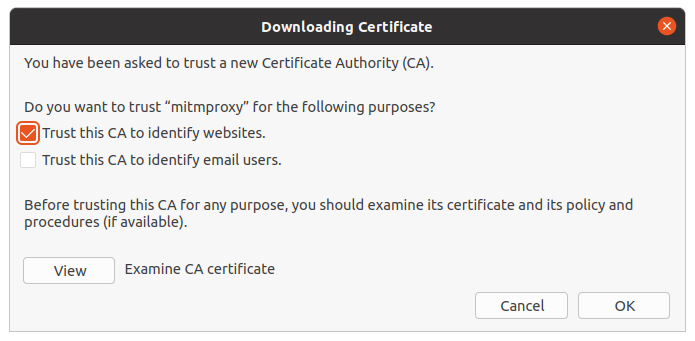 Downloading Certificate
You have been asked to trust a new Certificate Authority (CA).
Do you want to trust “mitmproxy” for the following purposes?
Trust this CA to identify websites.
Trust this CA to identify email users.
Before trusting this CA for any purpose, you should examine its certificate and its policy and
procedures (if available).
View Examine CA certificate
Cancel OK